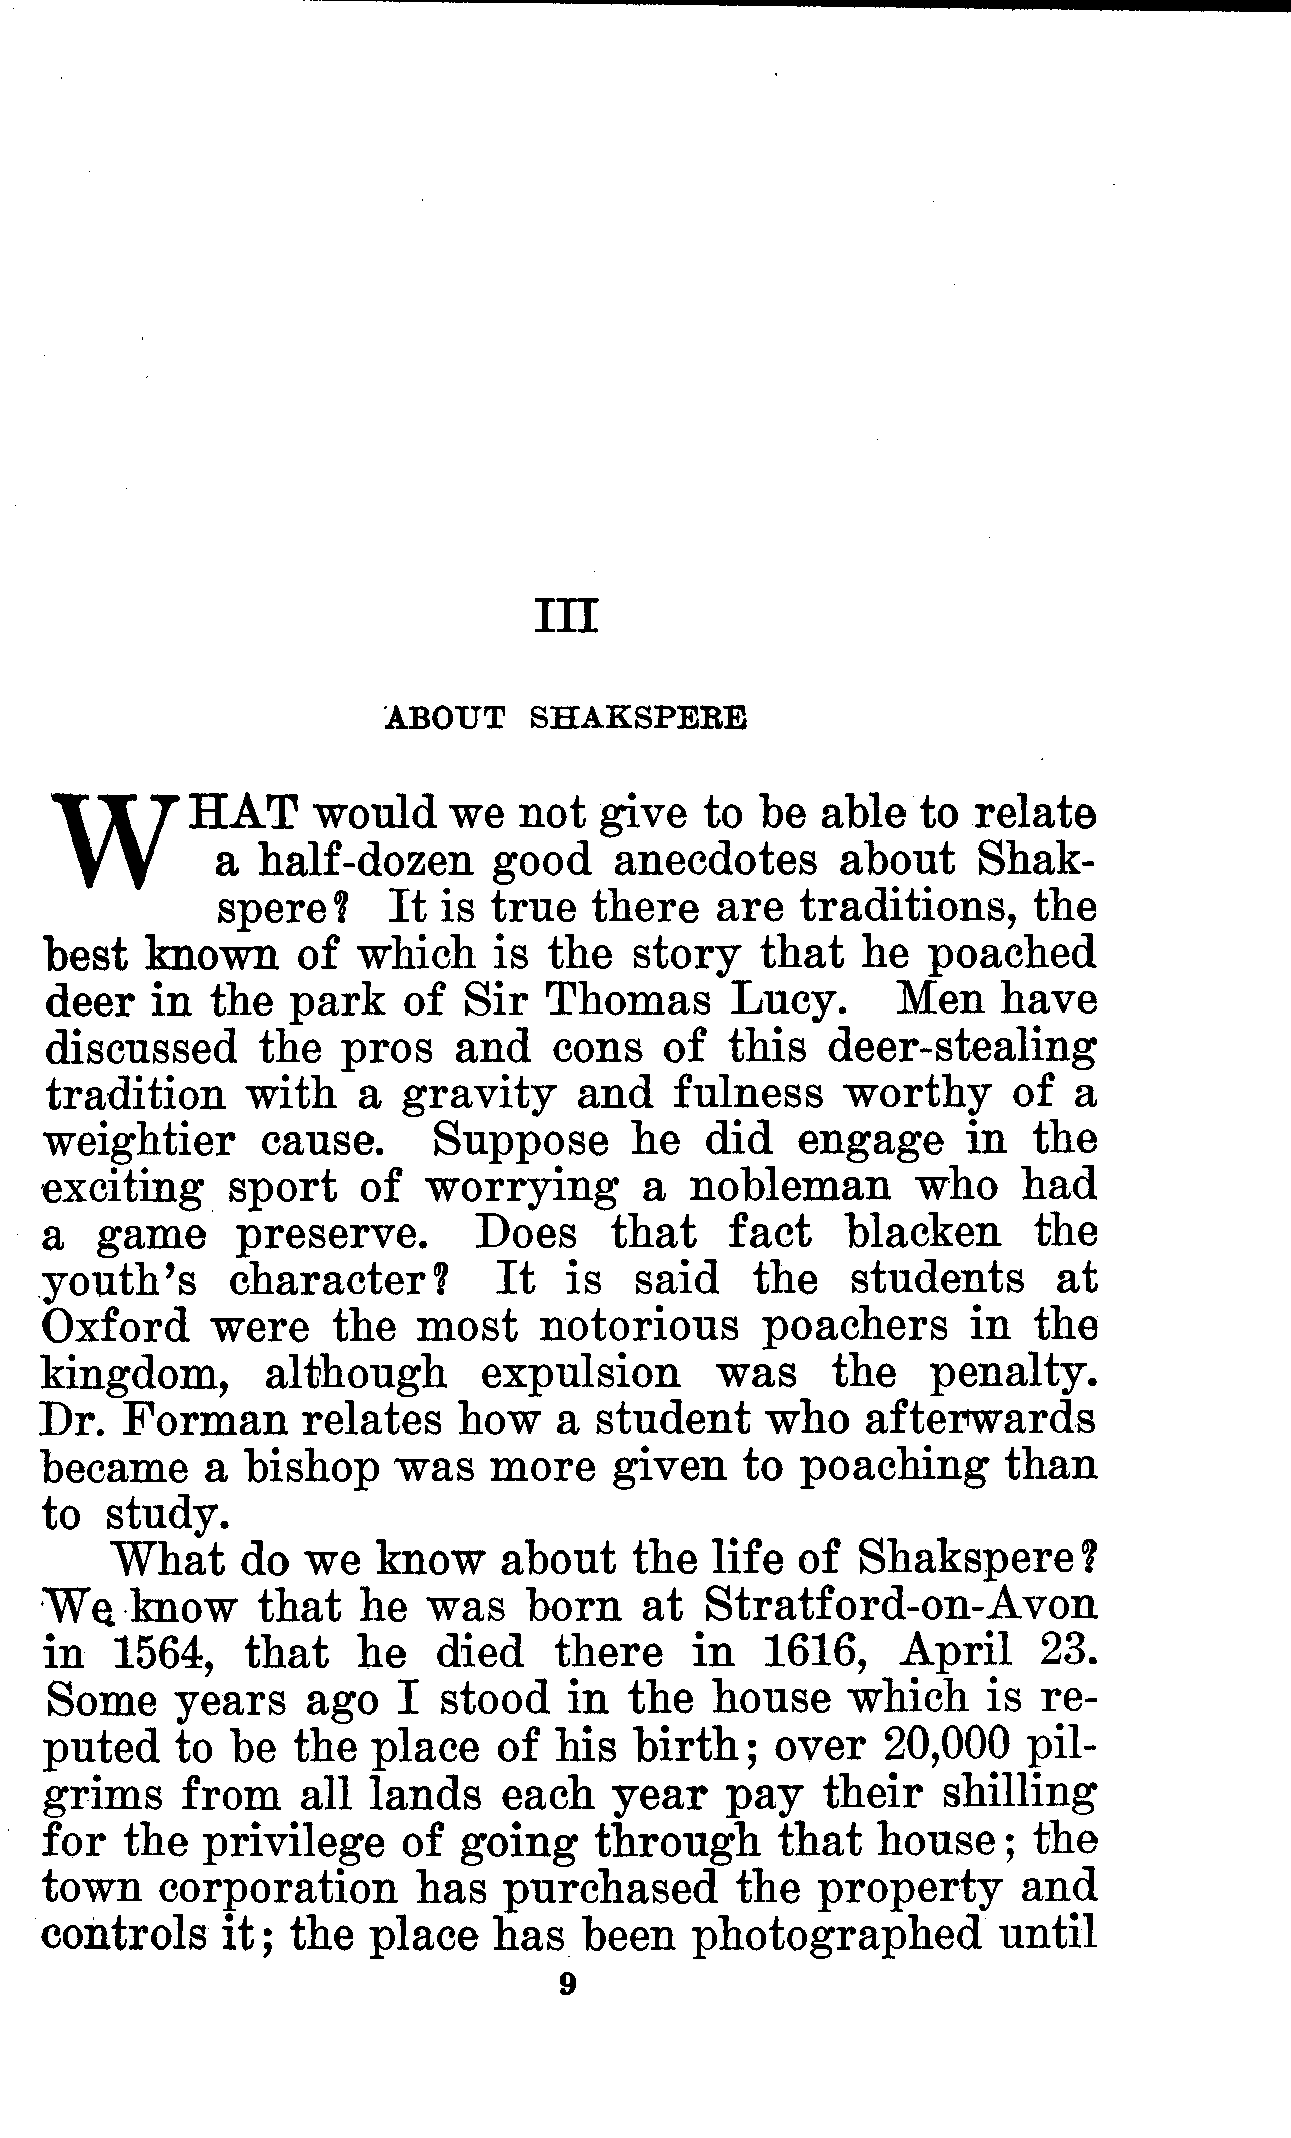 III
ABOUT SHAKSPERE
WHAT would we not give to be able to relate
a half-dozen good anecdotes about Shak-
spere? It is true there are traditions, the
best known of which is the story that he poached
deer in the park of Sir Thomas Lucy. Men have
discussed the pros and cons of this deer-stealing
tradition with a gravity and fulness worthy of a
weightier cause. Suppose he did engage in the
exciting sport of worrying a nobleman who had
a game preserve. Does that fact blacken the
youth's character? It is said the students at
Oxford were the most notorious poachers in the
kingdom, although expulsion was the penalty.
Dr. Forman relates how a student who afterwards
became a bishop was more given to poaching than
to study.
What do we know about the life of Shakspere?
We know that he was born at Stratford-on-Avon
in 1564, that he died there in 1616, April 23.
Some years ago I stood in the house which is re-
puted to be the place of his birth; over 20,000 pil-
grims from all lands each year pay their shilling
for the privilege of going through that house; the
town corporation has purchased the property and
controls it; the place has been photographed until
9